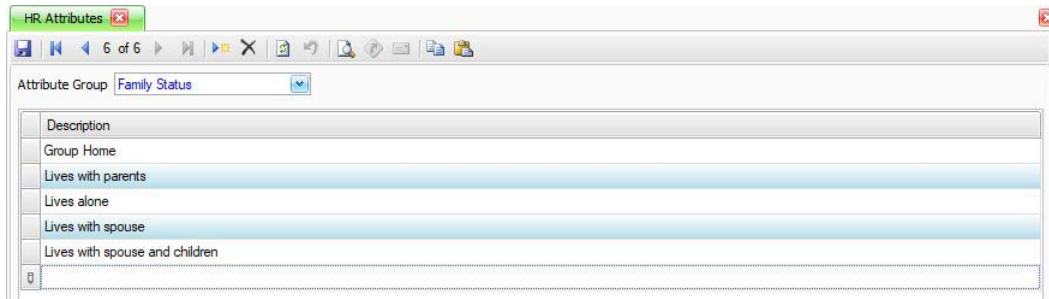 HR Attributes
6 of 6
Attribute Group Family Status
Description
Group Home
Lives with parents
Lives alone
Lives with spouse
Lives with spouse and children